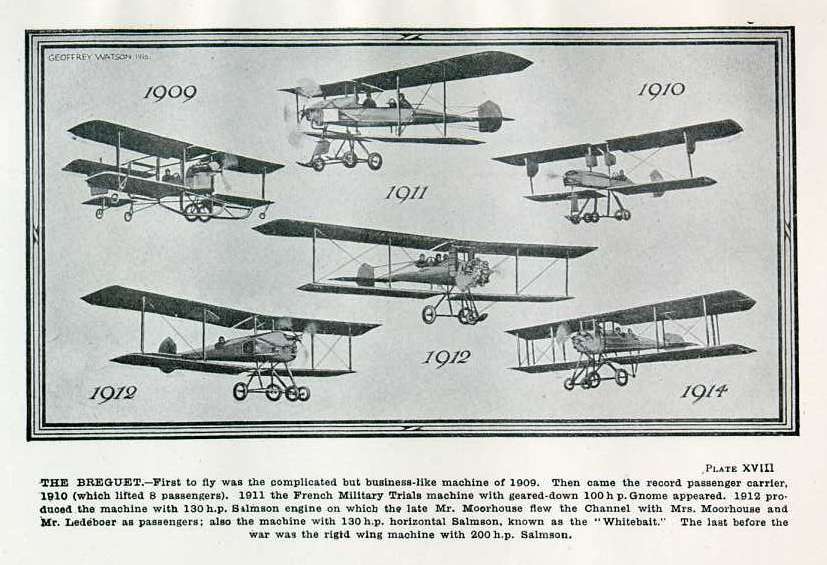 GEOFFREY WATSON 1916.
1909
1910
1911
1912
1912
1914
PLATE XVIII
THE BREGUET.—First to fly was the complicated but business-like machine of 1909. Then came the record passenger carrier,
1910 (which lifted 8 passengers). 1911 the French Military Trials machine with geared-down 100 h p. Gnome appeared. 1912 pro-
duced the machine with 130 h.p. Salmson engine on which the late Mr. Moorhouse flew the Channel with Mrs. Moorhouse and
Mr. Ledeboer as passengers; also the machine with 130 h.p. horizontal Salmson, known as the "Whitebait." The last before the
war was the rigid wing machine with 200 h.p. Salmson.